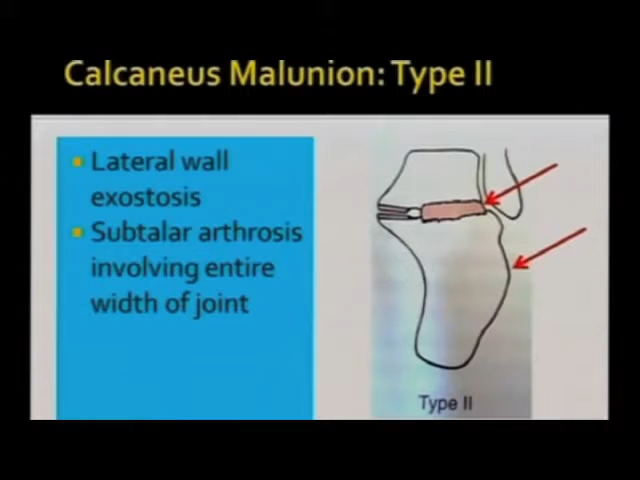 Calcaneus Malunion: Type II
▪ Lateral wall
exostosis
▪ Subtalar arthrosis
involving entire
width of joint
Type II